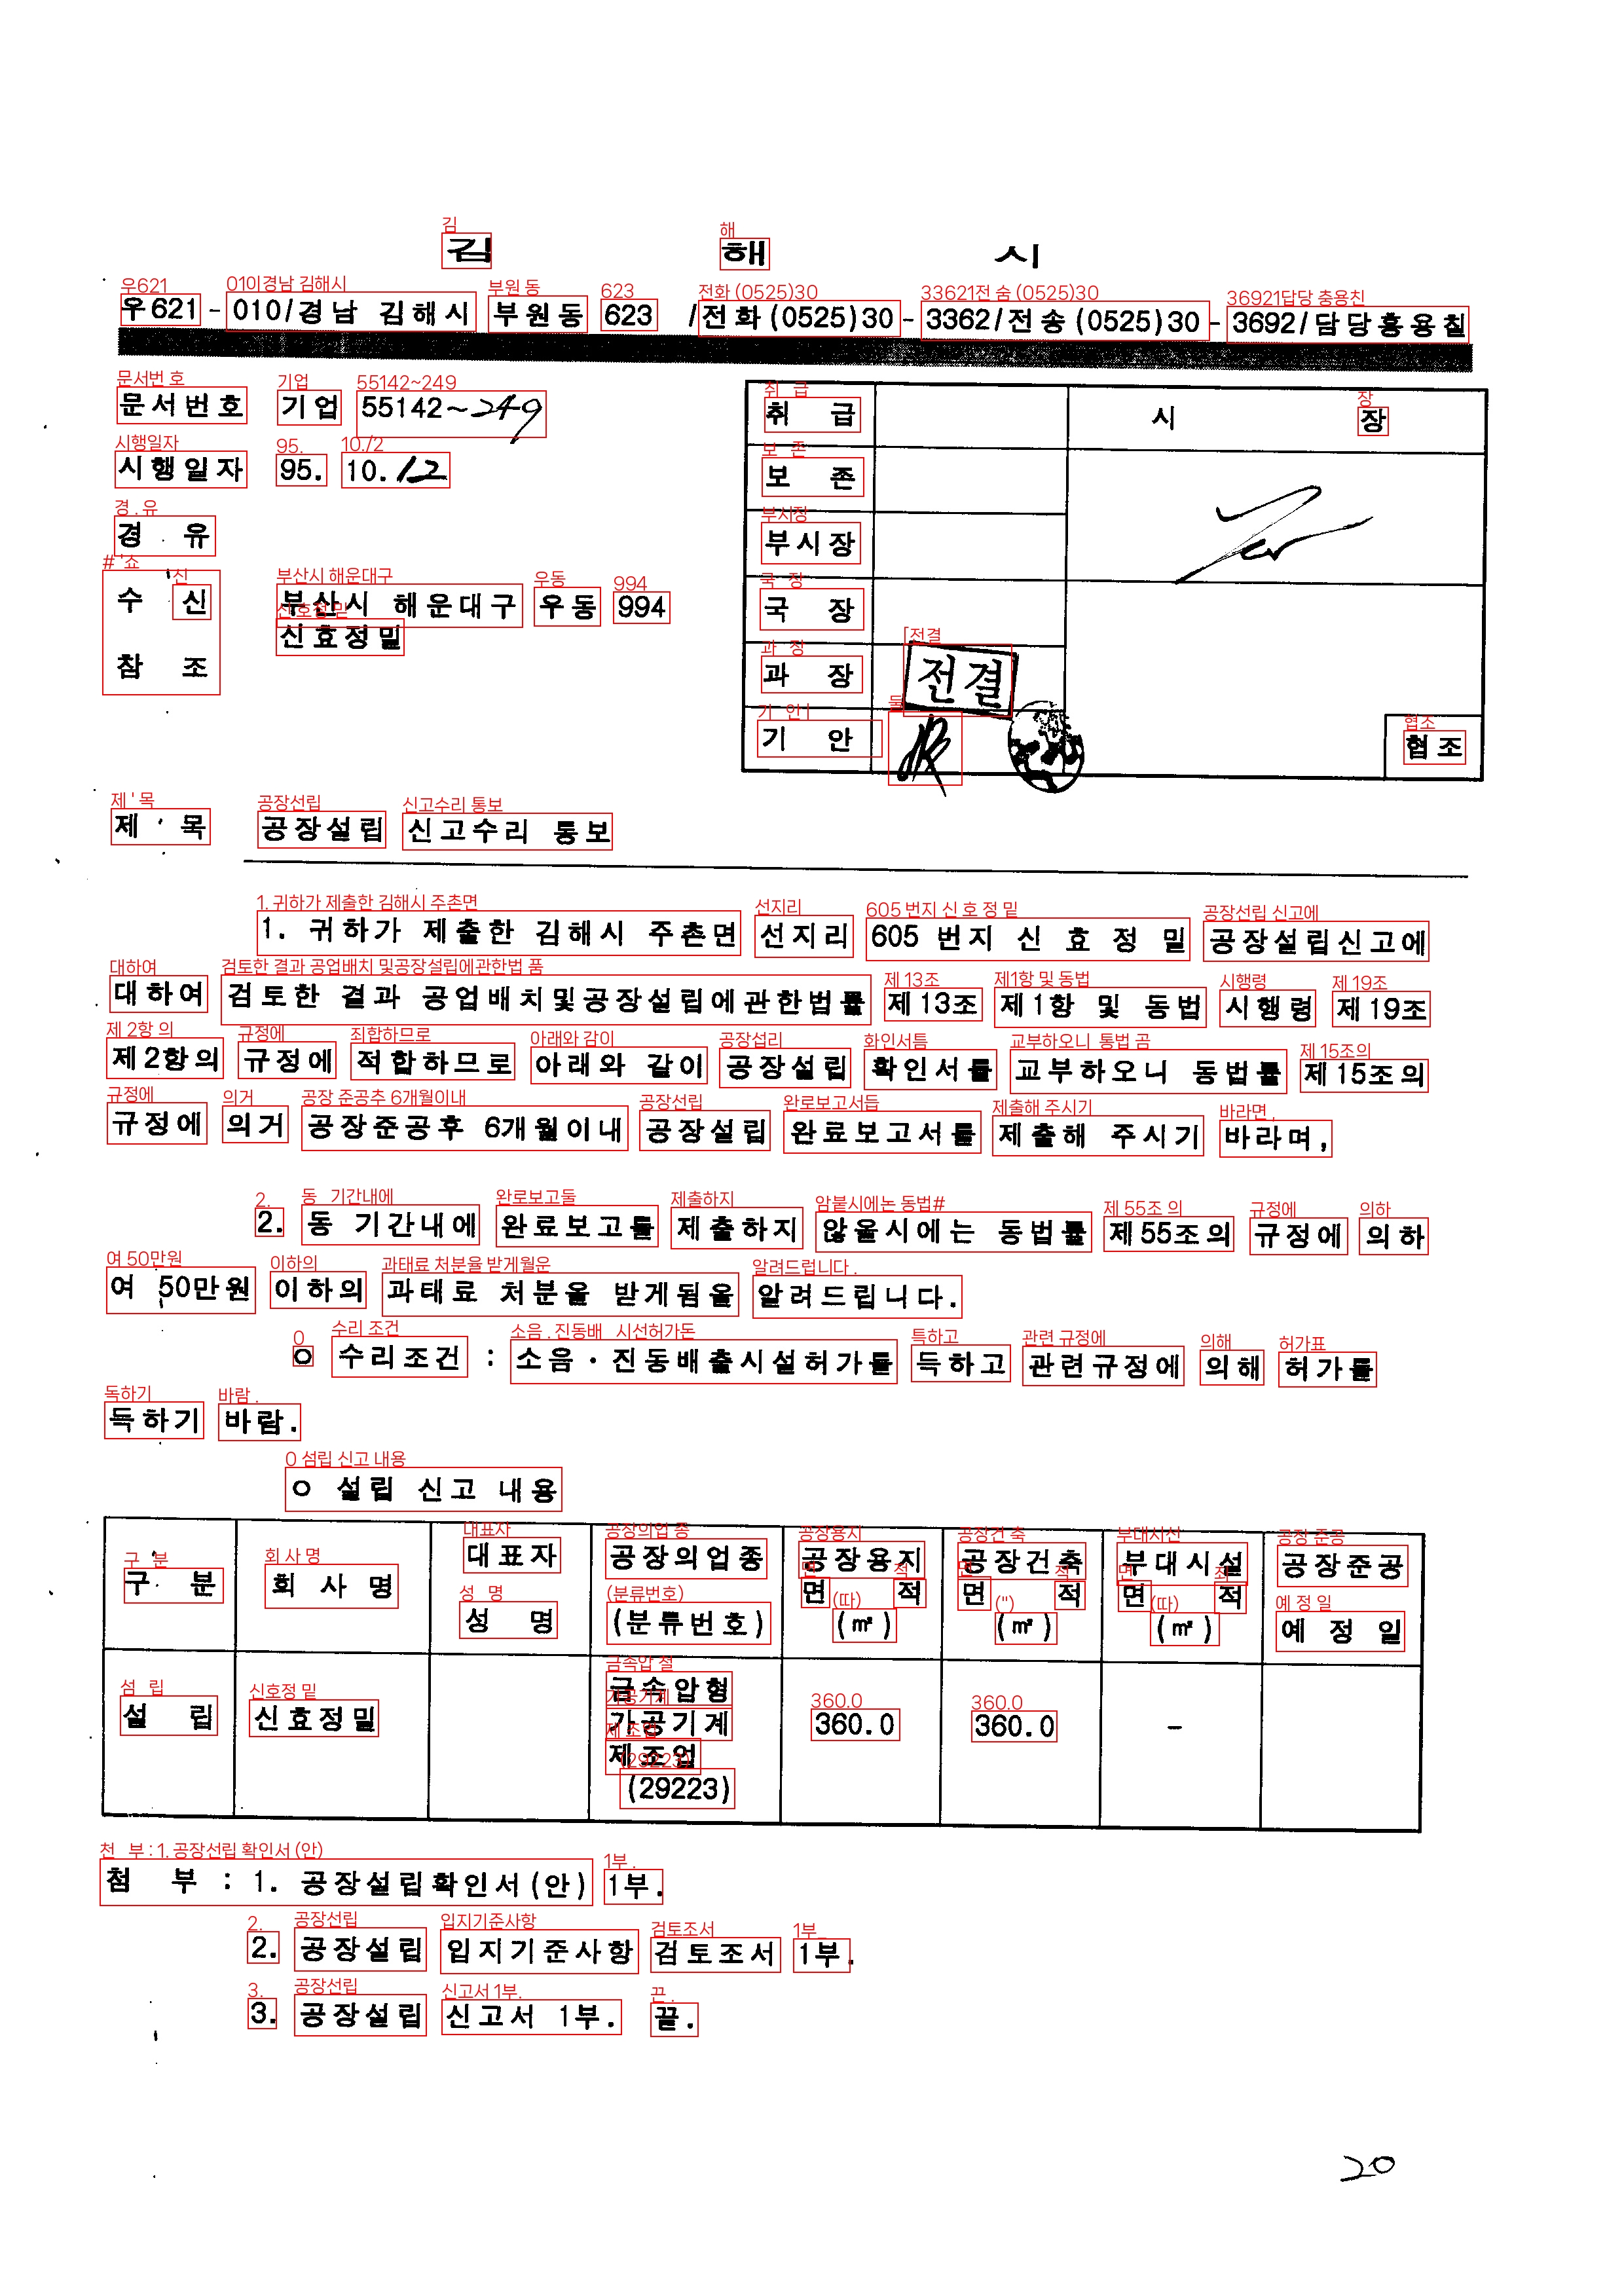 김 해 시
우621-010/경남 김해시 부원동 623 /전화(0525)30-3362/전송(0525)30-3692/담당홍용칠
문서번호 기업 55142~249
시행일자 95. 10.12
경 유
수 신 부산시 해운대구 우동 994
신효정밀
참 조
취 급
시 장
보 존
부시장
국 장
과 장 전결
기 안
협조
제 목 공장설립 신고수리 통보
1. 귀하가 제출한 김해시 주촌면 선지리 605 번지 신 효 정 밀 공장설립신고에
대하여 검토한 결과 공업배치및공장설립에관한법률 제13조 제1항 및 동법 시행령 제19조
제2항의 규정에 적합하므로 아래와 같이 공장설립 확인서를 교부하오니 동법률 제15조의
규정에 의거 공장준공후 6개월이내 공장설립 완료보고서를 제출해 주시기 바라며,
2. 동 기간내에 완료보고를 제출하지 않을시에는 동법률 제55조의 규정에 의하
여 50만원 이하의 과태료 처분을 받게됨을 알려드립니다.
ㅇ 수리조건 : 소음·진동배출시설허가를 득하고 관련규정에 의해 허가를
득하기 바람.
ㅇ 설립 신고 내용
구 분 회 사 명 대표자 성 명 공장의업종 (분류번호) 공장용지 면 적 (㎡) 공장건축 면 적 (㎡) 부대시설 면 적 (㎡) 공장준공 예 정 일
설 립 신효정밀 금속압형 가공기계 제조업 (29223) 360.0 360.0 -
첨 부 : 1. 공장설립확인서(안) 1부.
2. 공장설립 입지기준사항 검토조서 1부.
3. 공장설립 신고서 1부. 끝.
20